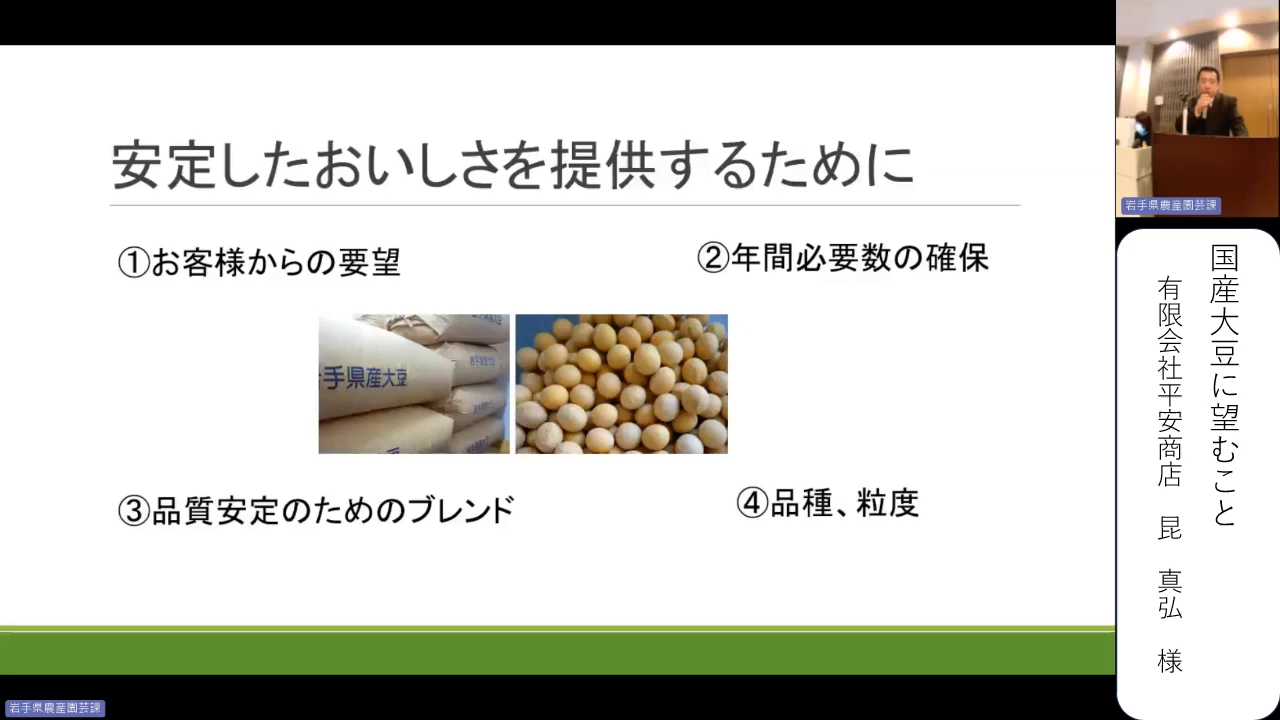 安定したおいしさを提供するために
①お客様からの要望
②年間必要数の確保
手県産大豆
③品質安定のためのブレンド
④品種、粒度
岩手県農産園芸課
国産大豆に望むこと
有限会社平安商店 昆 真弘 様
岩手県農産園芸課